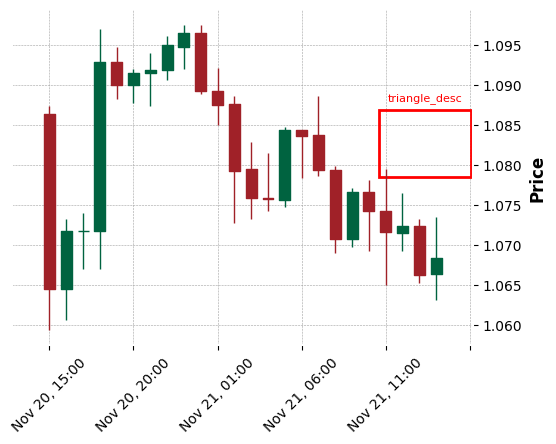 1.095
1.090
triangle_desc
1.085
1.080
1.075
1.070
1.065
1.060
Price
Nov 20, 15:00
Nov 20, 20:00
Nov 21, 01:00
Nov 21, 06:00
Nov 21, 11:00